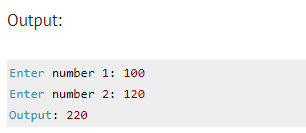 Output:
Enter number 1: 100
Enter number 2: 120
Output: 220